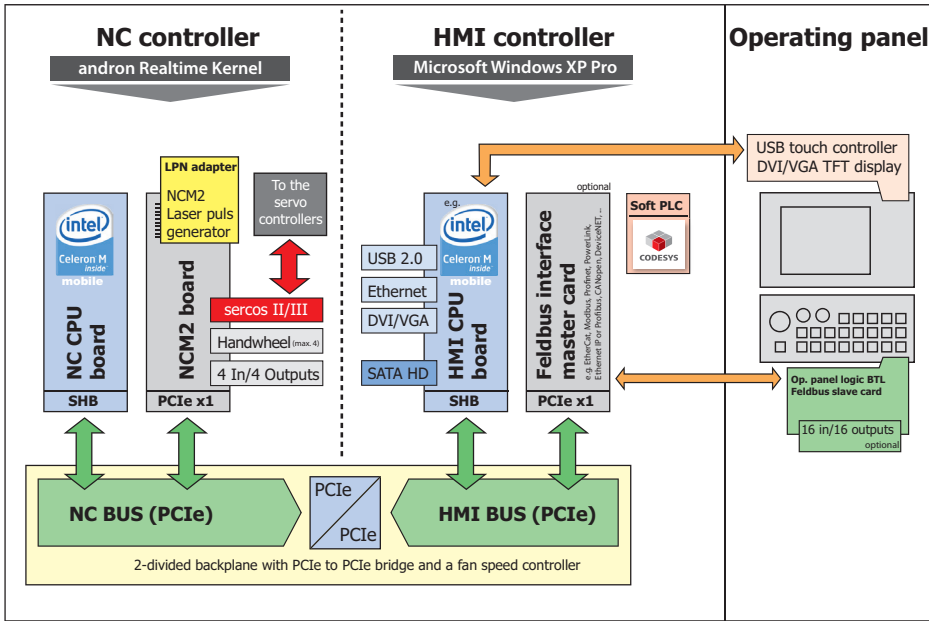 NC controller
andron Realtime Kernel
HMI controller
Microsoft Windows XP Pro
Operating panel
LPN adapter
NCM2
Laser puls
generator
To the
servo
controllers
intel
Celeron M
inside
mobile
NC CPU
board
SHB
NCM2 board
sercos II/III
Handwheel (max. 4)
4 In/4 Outputs
PCIe x1
e.g.
intel
Celeron M
inside
mobile
USB 2.0
Ethernet
DVI/VGA
SATA HD
HMI CPU
board
SHB
optional
Feldbus interface
master card
e.g. EtherCat, Modbus, Profinet, PowerLink,
Ethernet IP or Profibus, CANopen, DeviceNET, ..
PCIe x1
Soft PLC
CODESYS
USB touch controller
DVI/VGA TFT display
Op. panel logic BTL
Feldbus slave card
16 in/16 outputs
optional
NC BUS (PCIe)
PCIe
PCIe
HMI BUS (PCIe)
2-divided backplane with PCIe to PCIe bridge and a fan speed controller